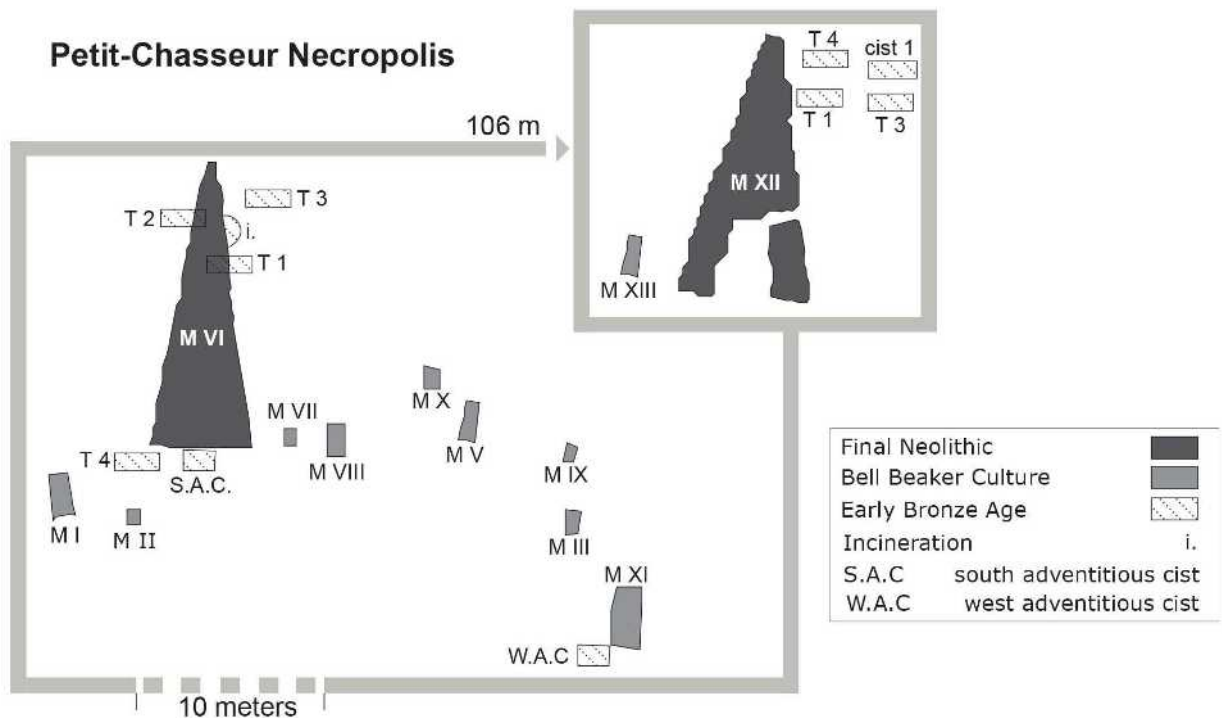 Petit-Chasseur Necropolis
106 m
T 4
cist 1
T 1
T 3
M XII
M XIII
T 3
T 2
i.
T 1
M VI
M X
M VII
M VIII
M V
M IX
T 4
S.A.C.
M I
M II
M III
M XI
W.A.C
10 meters
Final Neolithic
Bell Beaker Culture
Early Bronze Age
Incineration i.
S.A.C south adventitious cist
W.A.C west adventitious cist